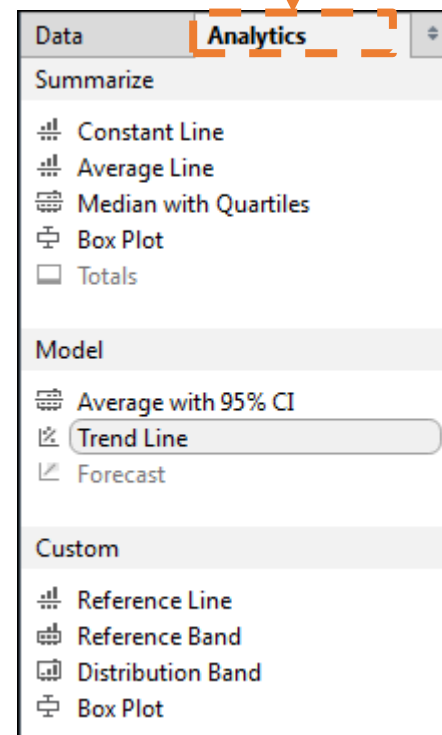 Data Analytics
Summarize
Constant Line
Average Line
Median with Quartiles
Box Plot
Totals
Model
Average with 95% CI
Trend Line
Forecast
Custom
Reference Line
Reference Band
Distribution Band
Box Plot